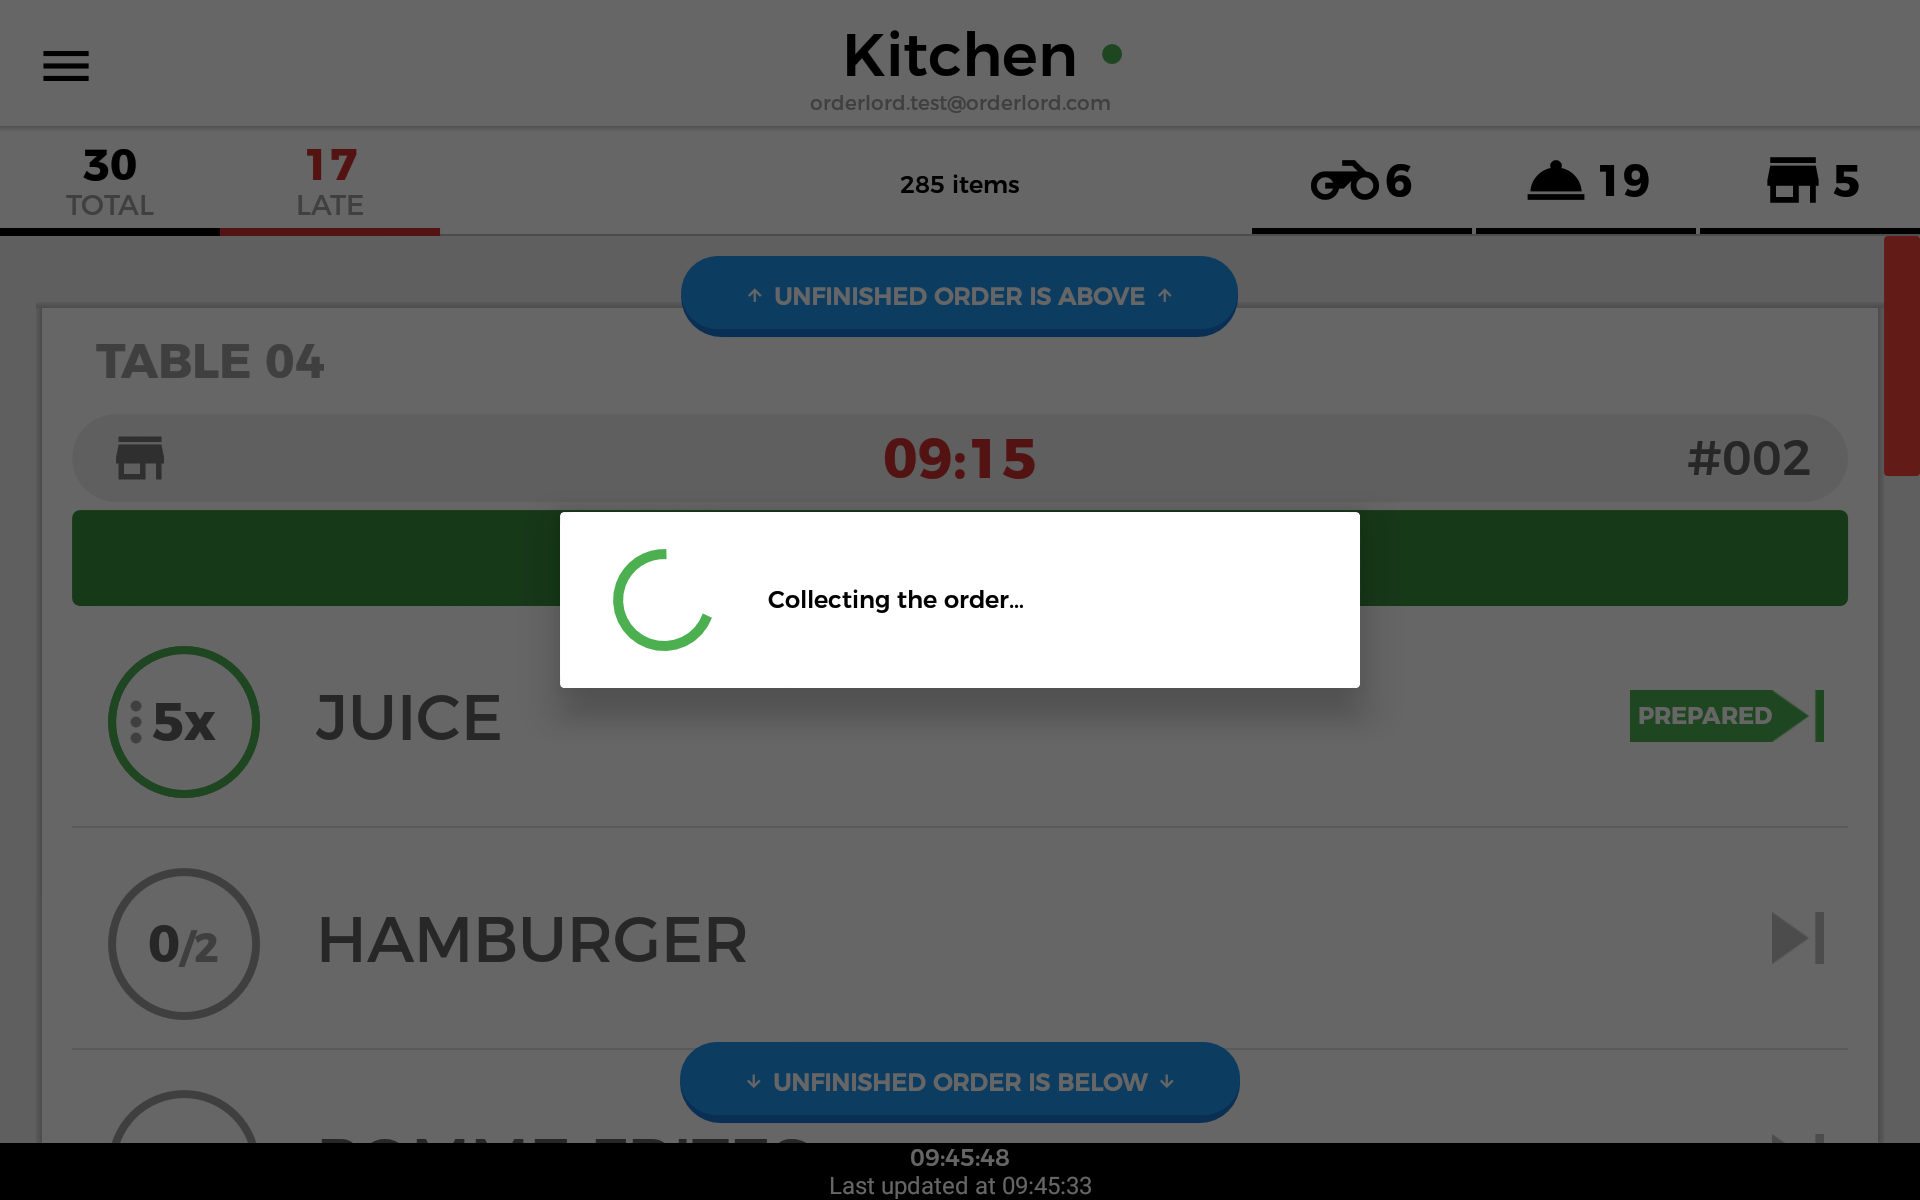 Kitchen
orderlord.test@orderlord.com
30
TOTAL
17
LATE
285 items
6
19
5
↑ UNFINISHED ORDER IS ABOVE ↑
TABLE 04
09:15
#002
Collecting the order...
5x
JUICE
PREPARED
0/2
HAMBURGER
↓ UNFINISHED ORDER IS BELOW ↓
09:45:48
Last updated at 09:45:33